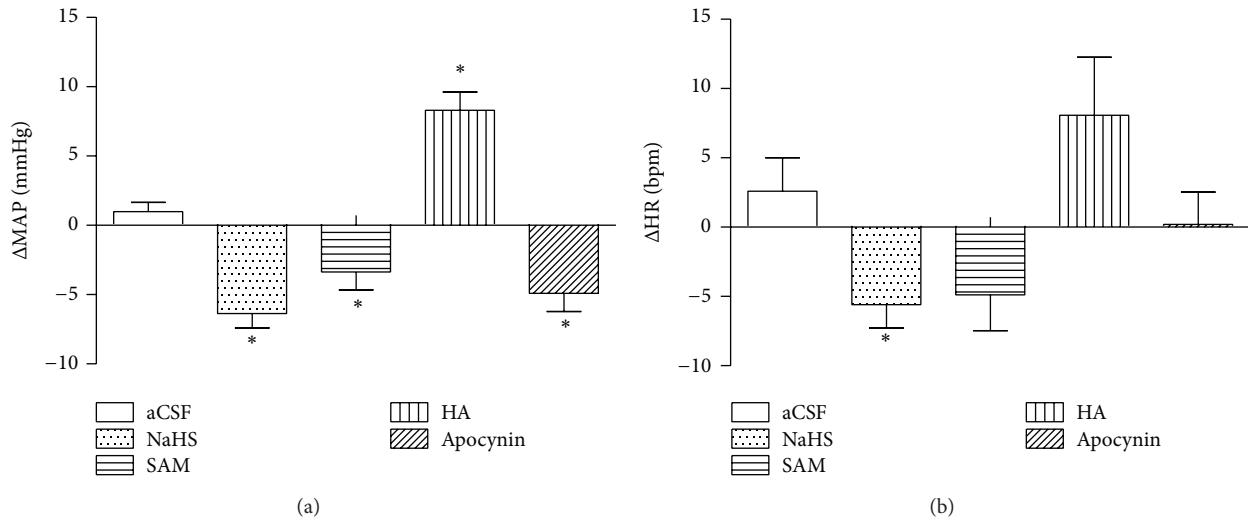 15
10
5
0
−5
−10
ΔMAP (mmHg)
*
*
*
*
aCSF
NaHS
SAM
HA
Apocynin
(a)
15
10
5
0
−5
−10
ΔHR (bpm)
*
aCSF
NaHS
SAM
HA
Apocynin
(b)